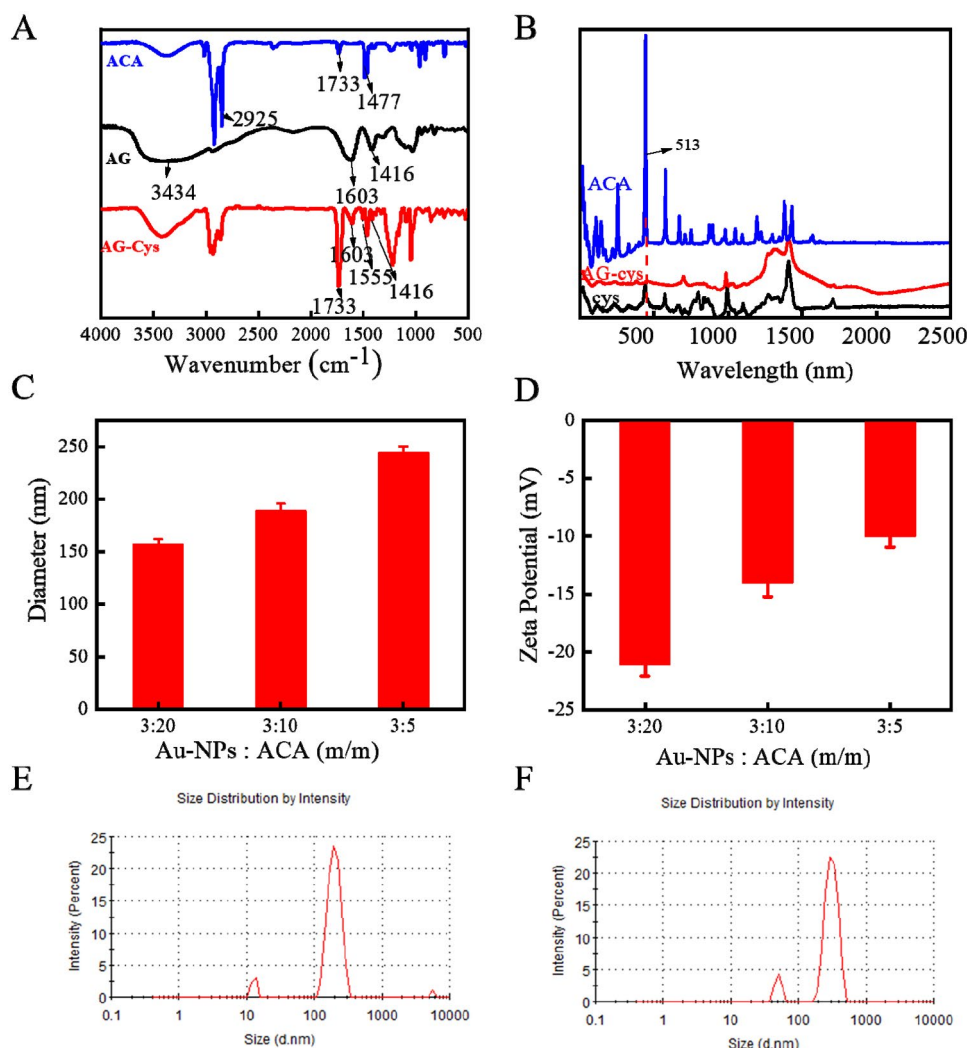 A
ACA
1733
1477
2925
AG
3434
1603
1416
AG-Cys
1603
1555
1416
1733
4000 3500 3000 2500 2000 1500 1000 500
Wavenumber (cm-1)
B
513
ACA
AG-cys
cys
500 1000 1500 2000 2500
Wavelength (nm)
C
250
200
150
100
50
0
Diameter (nm)
3:20 3:10 3:5
Au-NPs : ACA (m/m)
D
0
-5
-10
-15
-20
-25
Zeta Potential (mV)
3:20 3:10 3:5
Au-NPs : ACA (m/m)
E
Size Distribution by Intensity
25
20
15
10
5
0
Intensity (Percent)
0.1 1 10 100 1000 10000
Size (d.nm)
F
Size Distribution by Intensity
25
20
15
10
5
0
Intensity (Percent)
0.1 1 10 100 1000 10000
Size (d.nm)